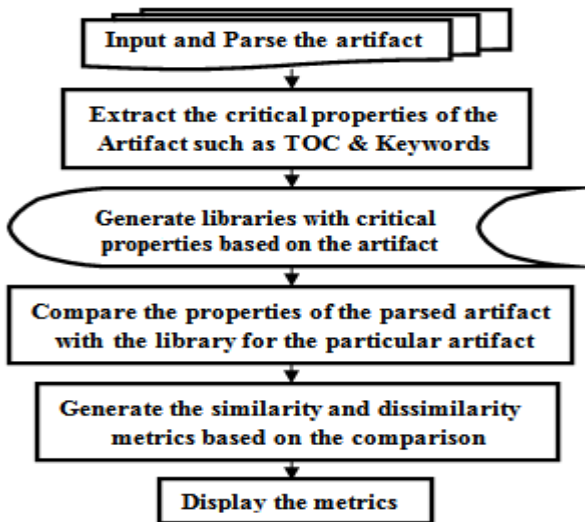 Input and Parse the artifact
Extract the critical properties of the
Artifact such as TOC & Keywords
Generate libraries with critical
properties based on the artifact
Compare the properties of the parsed artifact
with the library for the particular artifact
Generate the similarity and dissimilarity
metrics based on the comparison
Display the metrics